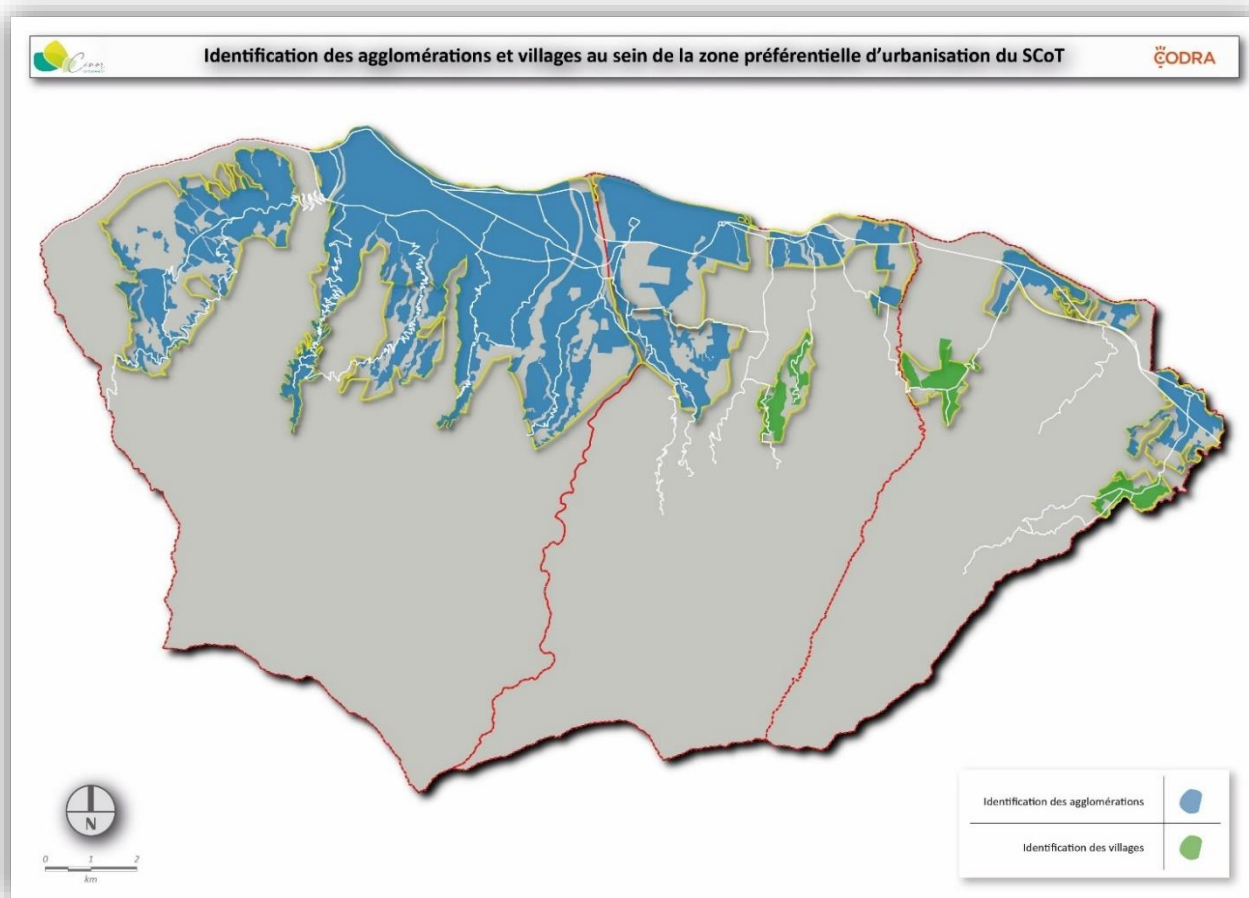 Cinor
Identification des agglomérations et villages au sein de la zone préférentielle d'urbanisation du SCoT
CODRA
Identification des agglomérations
Identification des villages
N
0 1 2
km